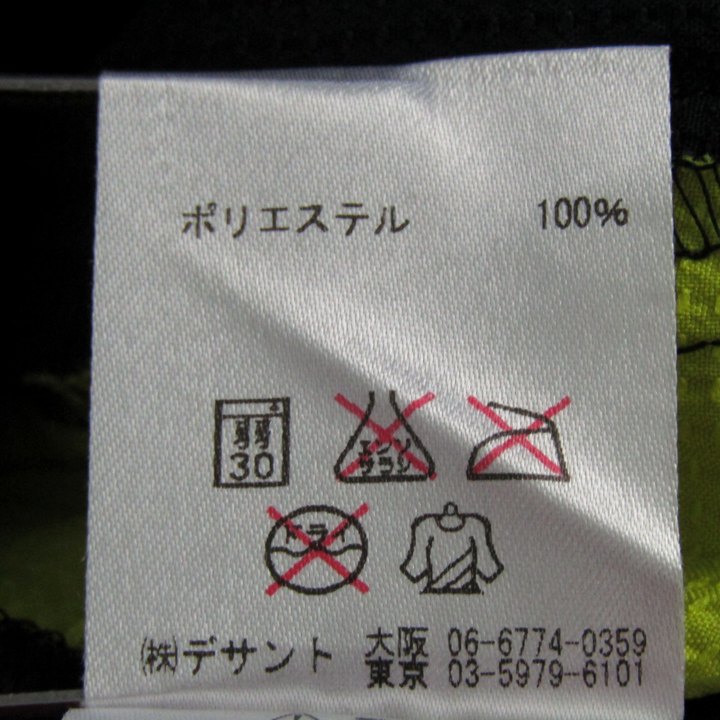 ポリエステル 100%
弱
30
エンソ
サラシ
ドライ
㈱デサント 大阪 06-6774-0359
東京 03-5979-6101